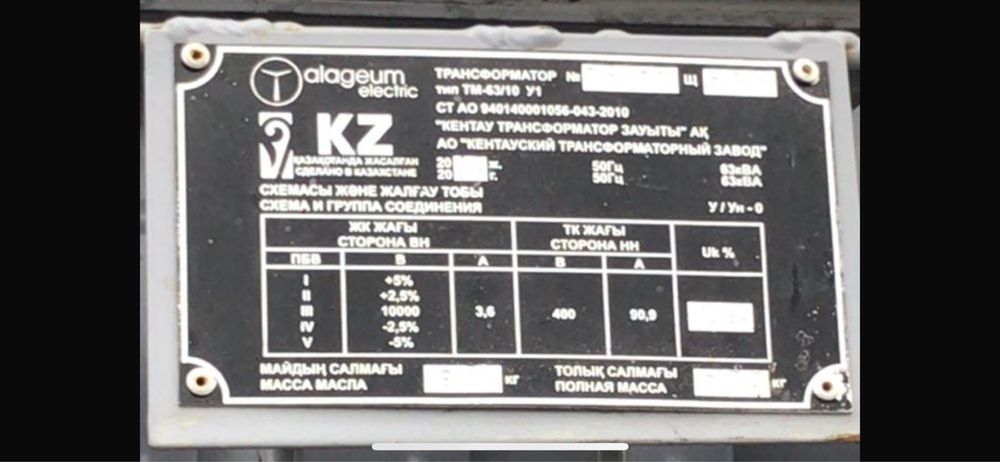 alageum
electric
ТРАНСФОРМАТОР № Щ
тип ТМ-63/10 У1
СТ АО 940140001056-043-2010
"КЕНТАУ ТРАНСФОРМАТОР ЗАУЫТЫ" АҚ
АО "КЕНТАУСКИЙ ТРАНСФОРМАТОРНЫЙ ЗАВОД"
KZ
ҚАЗАҚСТАНДА ЖАСАЛҒАН
СДЕЛАНО В КАЗАХСТАНЕ
20 ж. 50Гц 63кВА
20 г. 50Гц 63кВА
СХЕМАСЫ ЖӘНЕ ЖАЛҒАУ ТОБЫ
СХЕМА И ГРУППА СОЕДИНЕНИЯ У / Ун - 0
ЖК ЖАҒЫ ТК ЖАҒЫ
СТОРОНА ВН СТОРОНА НН Uk %
ПБВ В А В А
I +5%
II +2,5%
III 10000 3,6 400 90,9
IV -2,5%
V -5%
МАЙДЫҢ САЛМАҒЫ ТОЛЫҚ САЛМАҒЫ
МАССА МАСЛА кг ПОЛНАЯ МАССА кг